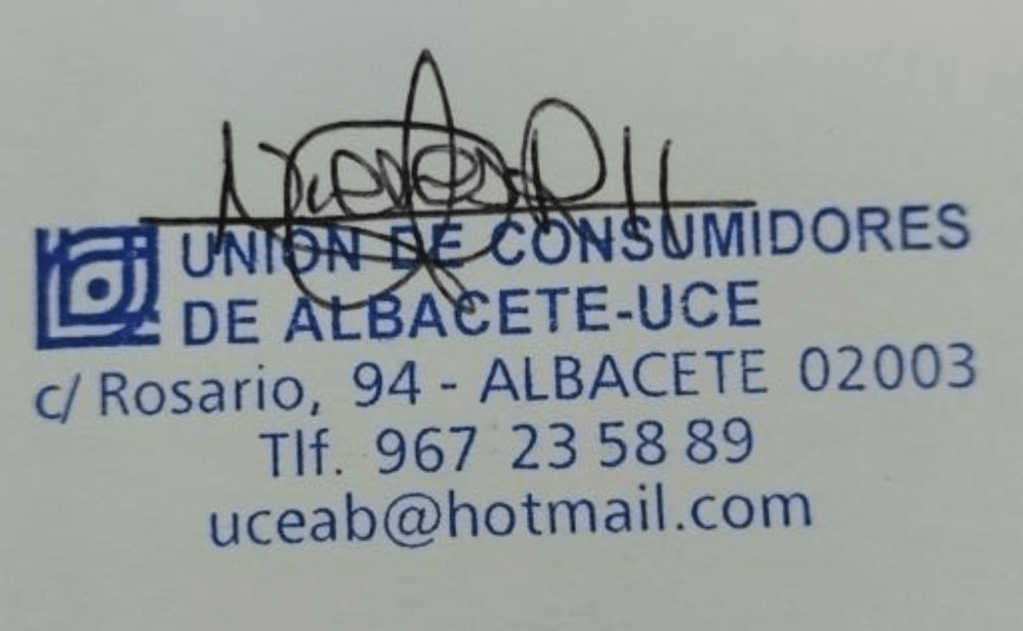 UNION DE CONSUMIDORES
DE ALBACETE-UCE
c/ Rosario, 94 - ALBACETE 02003
Tlf. 967 23 58 89
uceab@hotmail.com